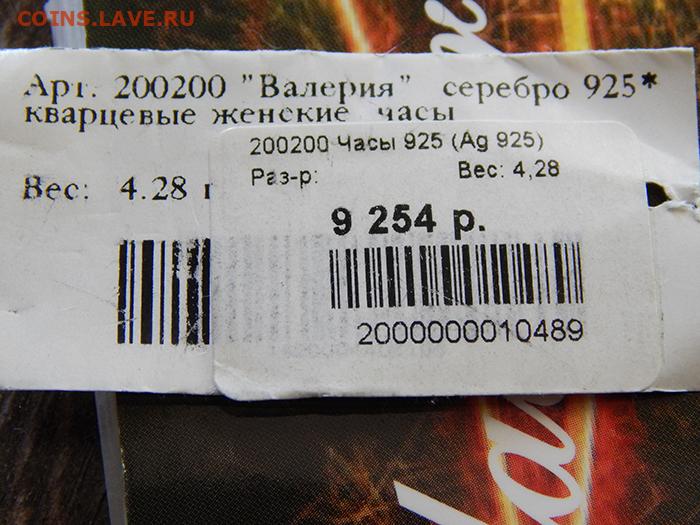 COINS.LAVE.RU
Арт. 200200 "Валерия" серебро 925*
кварцевые женские часы
Вес: 4.28 г
200200 Часы 925 (Ag 925)
Раз-р: Вес: 4,28
9 254 р.
2000000010489